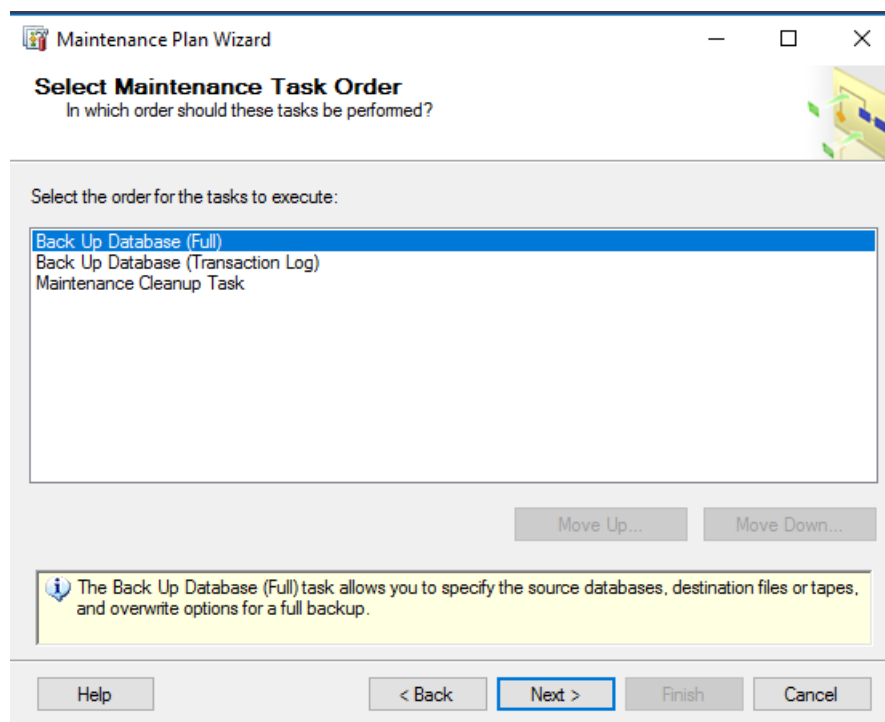 Maintenance Plan Wizard
Select Maintenance Task Order
In which order should these tasks be performed?
Select the order for the tasks to execute:
Back Up Database (Full)
Back Up Database (Transaction Log)
Maintenance Cleanup Task
Move Up...
Move Down...
The Back Up Database (Full) task allows you to specify the source databases, destination files or tapes,
and overwrite options for a full backup.
Help
< Back
Next >
Finish
Cancel